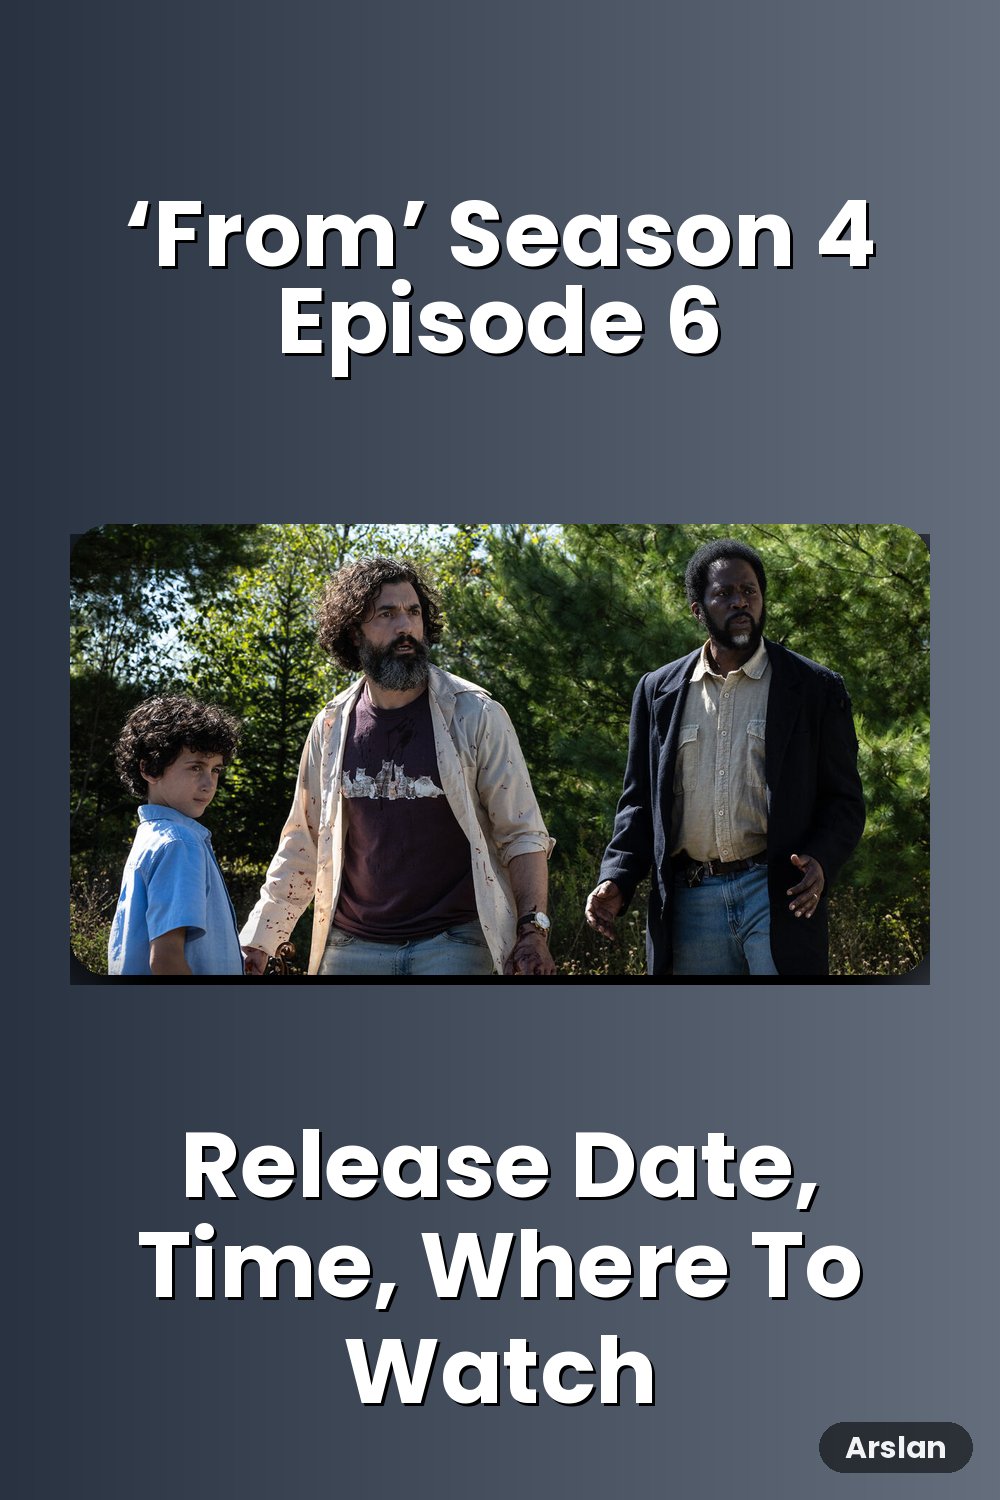 ‘From’ Season 4
Episode 6
Release Date,
Time, Where To
Watch
Arslan